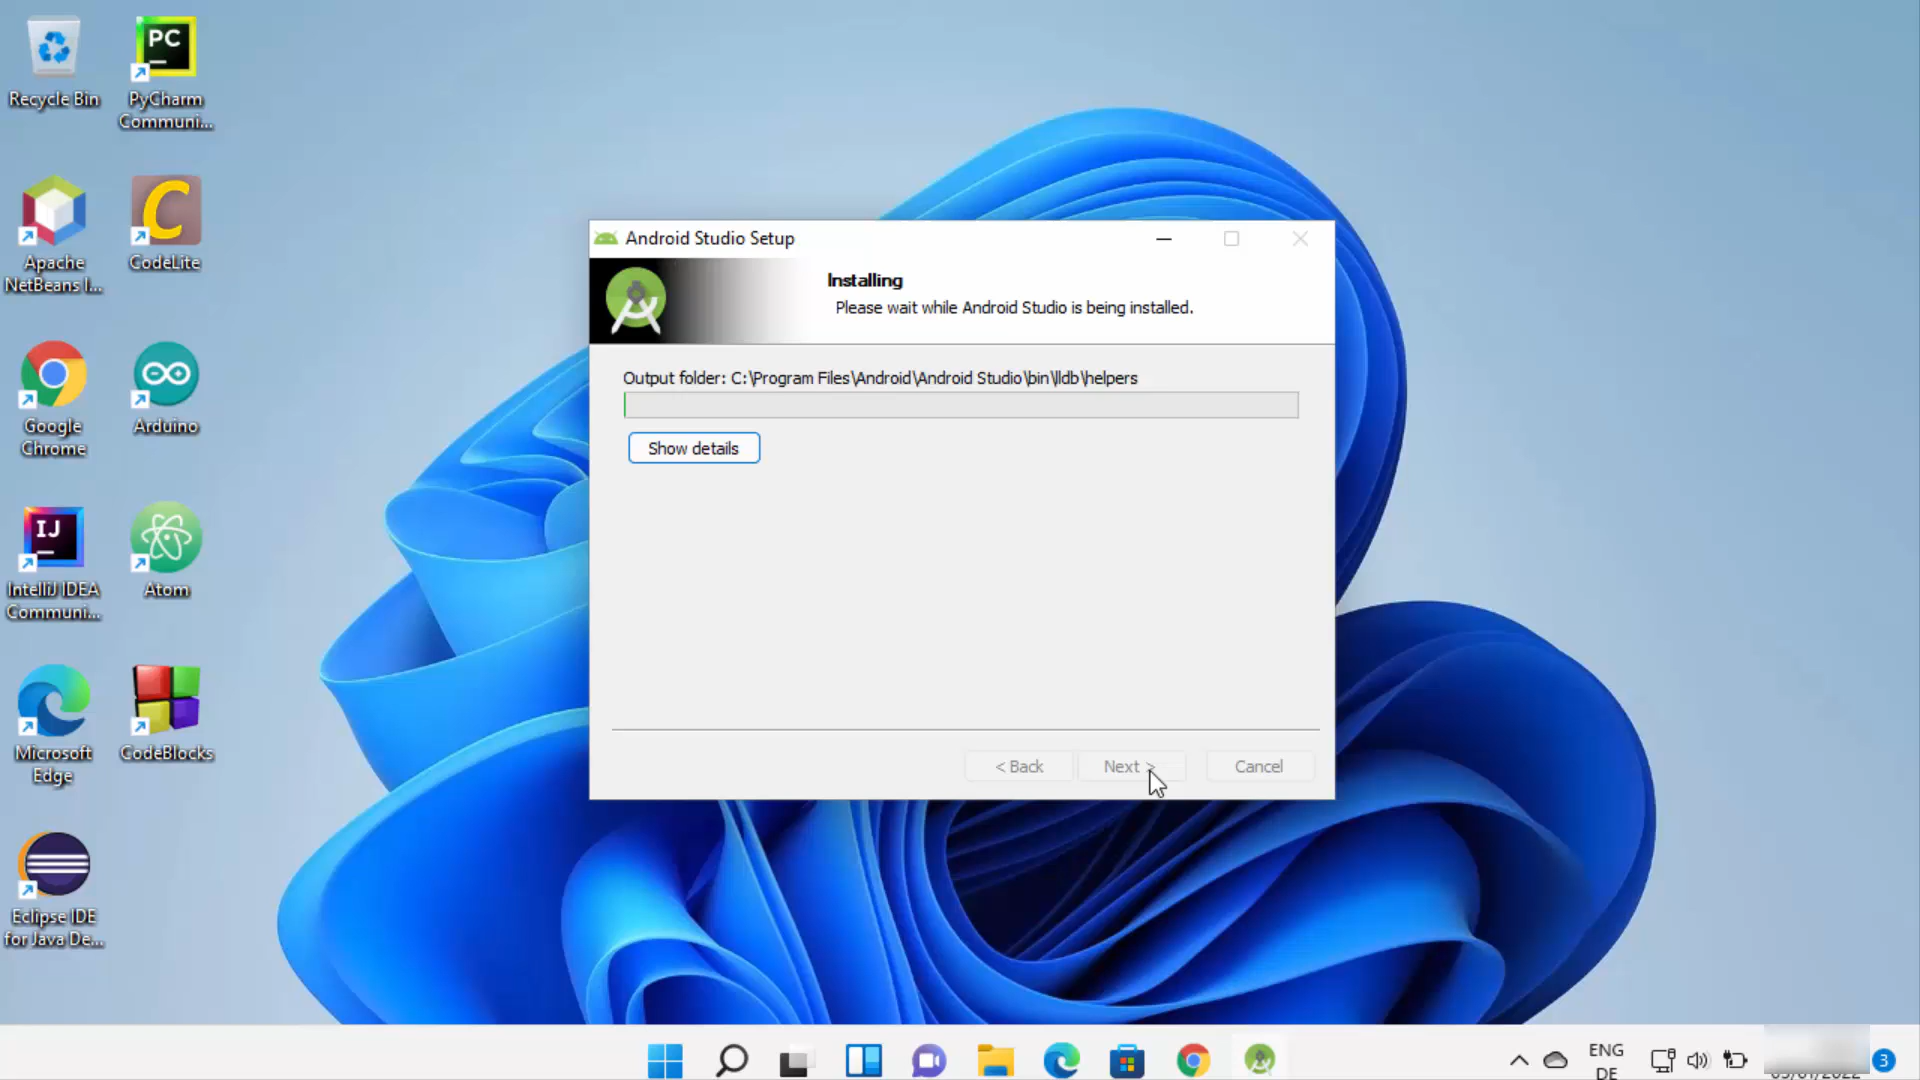 Recycle Bin
PC
PyCharm
Communi...
Apache
NetBeans I...
C
CodeLite
Google
Chrome
Arduino
IJ
IntelliJ IDEA
Communi...
Atom
Microsoft
Edge
CodeBlocks
Eclipse IDE
for Java De...
Android Studio Setup
Installing
Please wait while Android Studio is being installed.
Output folder: C:\Program Files\Android\Android Studio\bin\lldb\helpers
Show details
< Back
Next >
Cancel
ENG
DE
3